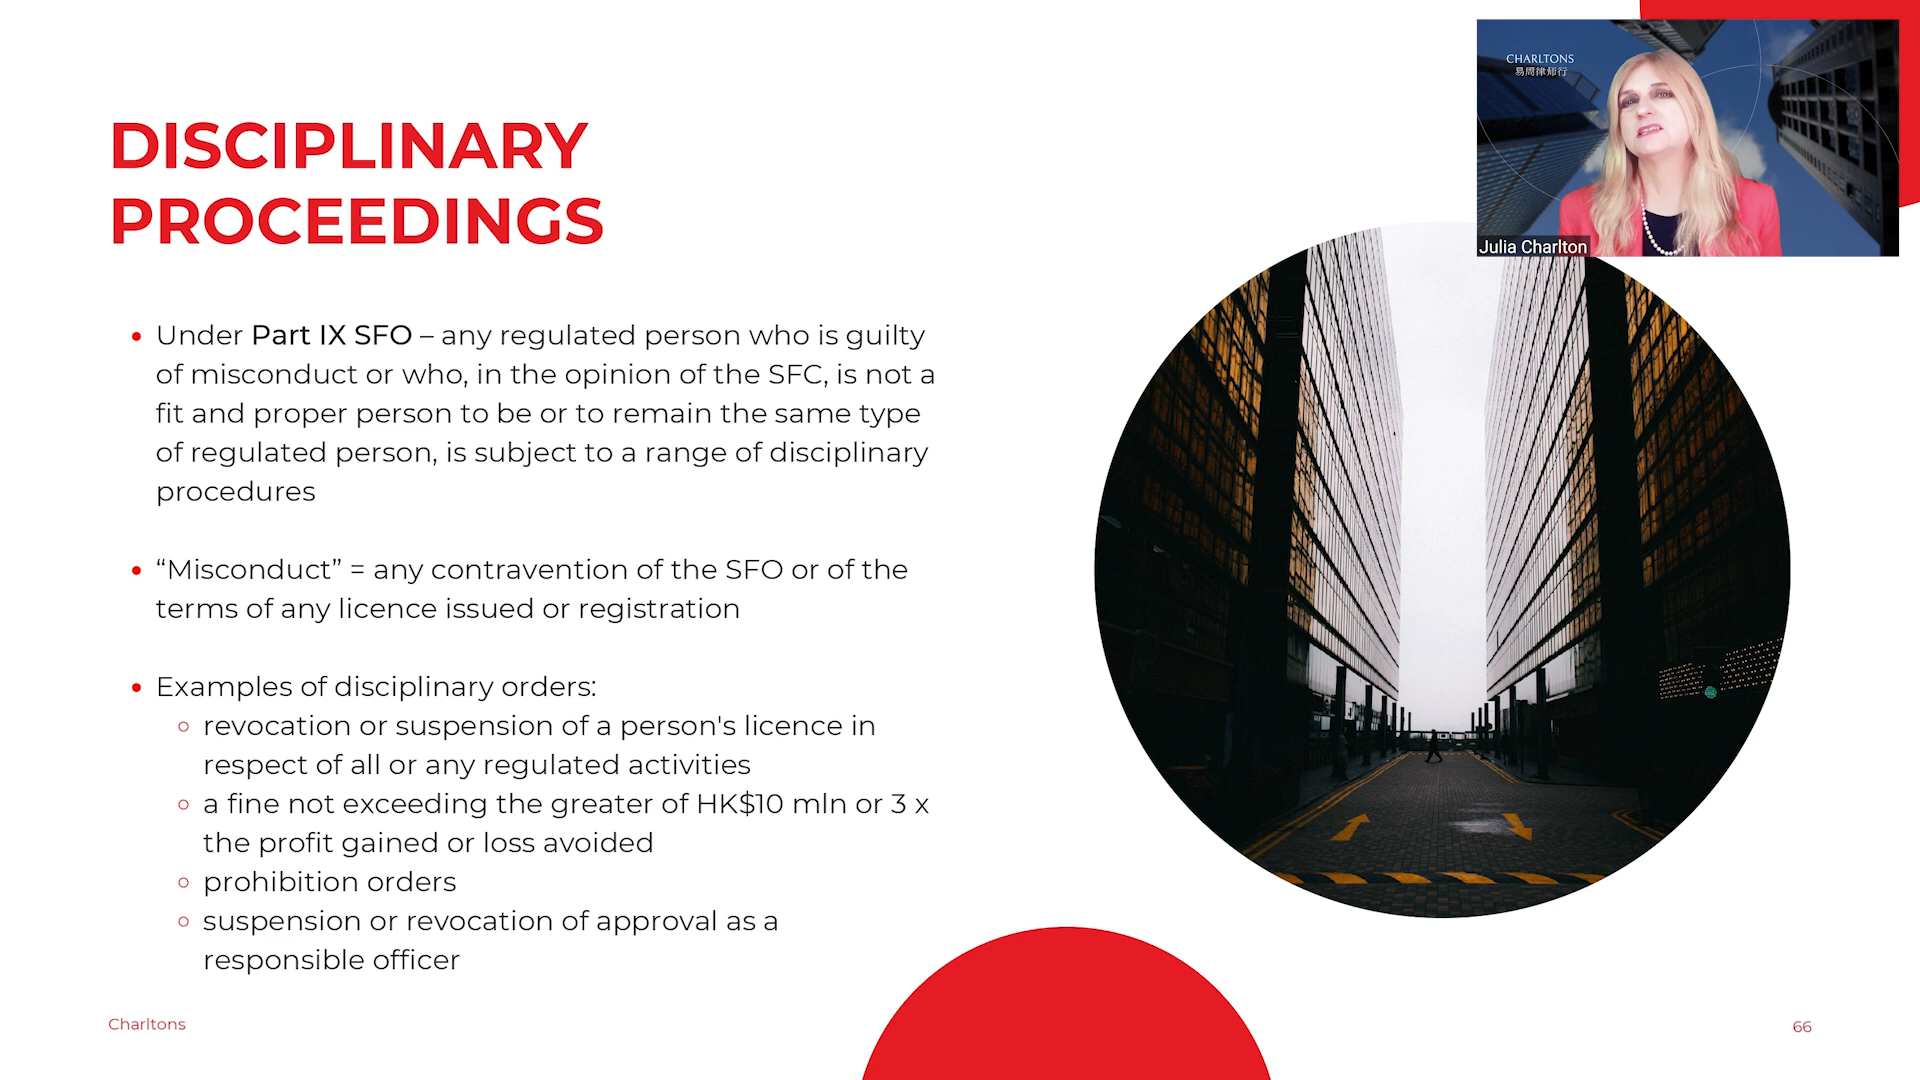 CHARLTONS
易周律师行
Julia Charlton
DISCIPLINARY
PROCEEDINGS
• Under Part IX SFO – any regulated person who is guilty
of misconduct or who, in the opinion of the SFC, is not a
fit and proper person to be or to remain the same type
of regulated person, is subject to a range of disciplinary
procedures
• “Misconduct” = any contravention of the SFO or of the
terms of any licence issued or registration
• Examples of disciplinary orders:
○ revocation or suspension of a person's licence in
respect of all or any regulated activities
○ a fine not exceeding the greater of HK$10 mln or 3 x
the profit gained or loss avoided
○ prohibition orders
○ suspension or revocation of approval as a
responsible officer
Charltons
66